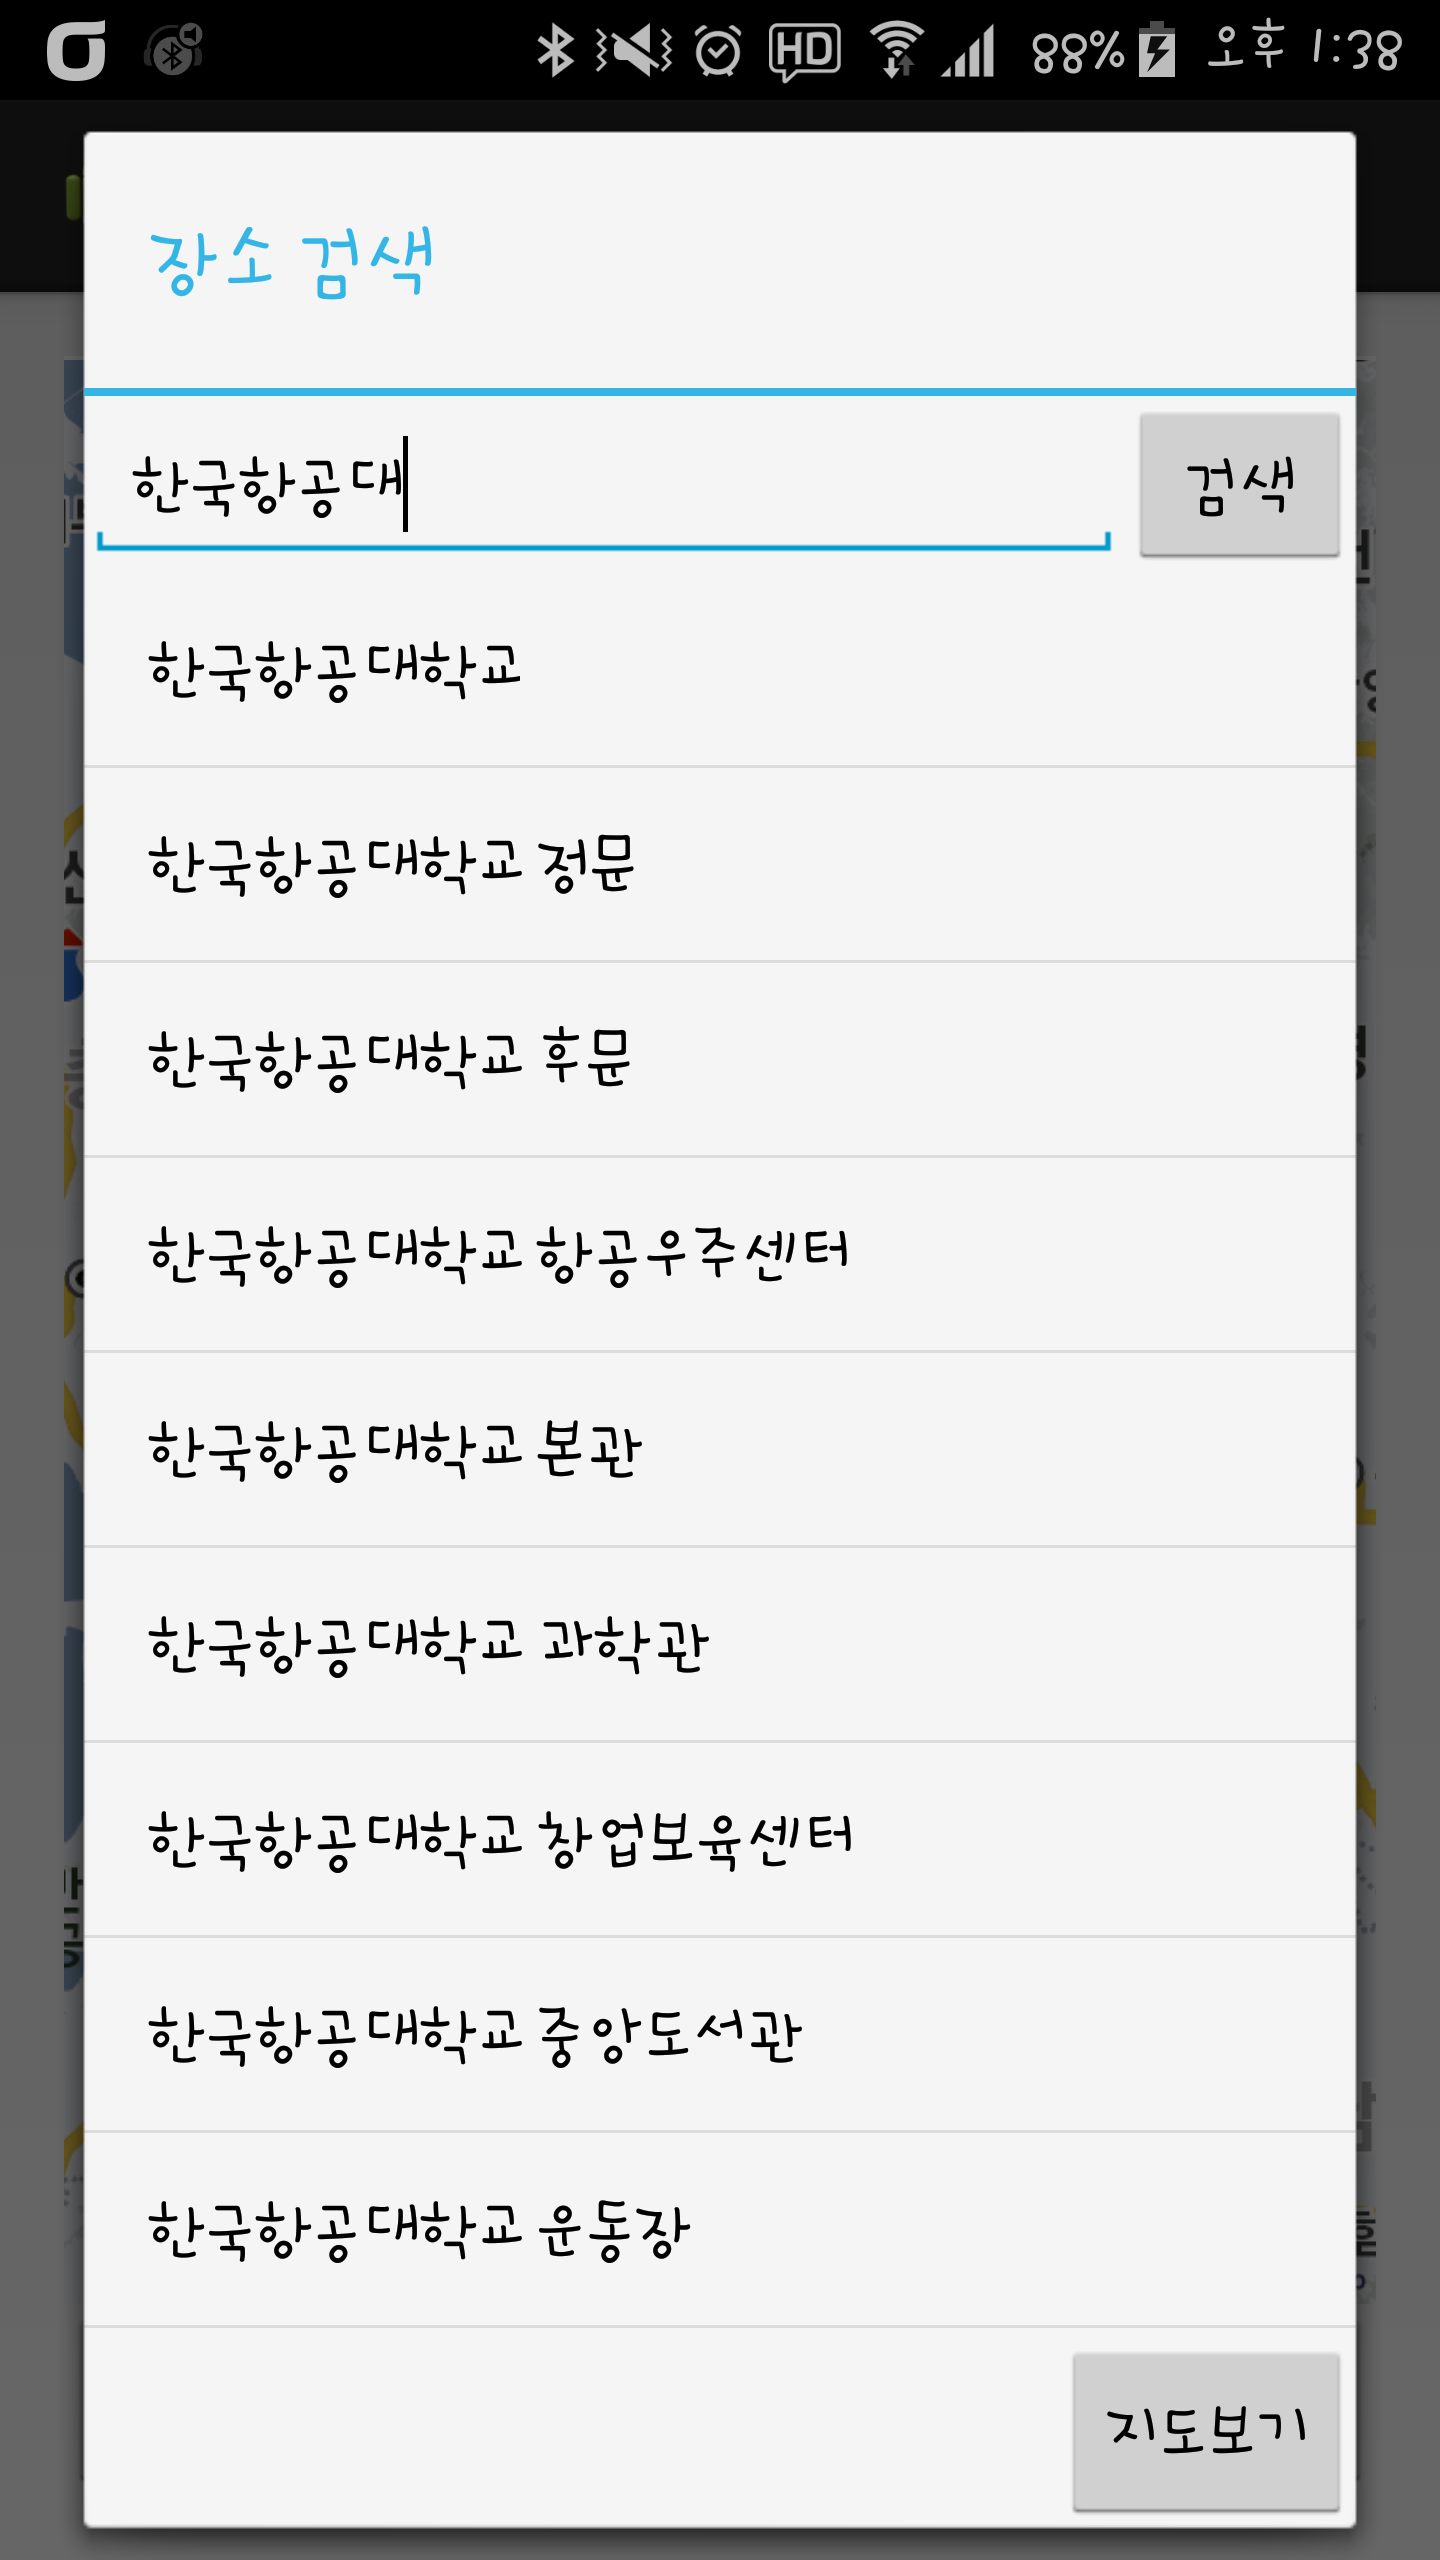 HD 88% 오후 1:38
장소 검색
한국항공대 검색
한국항공대학교
한국항공대학교 정문
한국항공대학교 후문
한국항공대학교 항공우주센터
한국항공대학교 본관
한국항공대학교 과학관
한국항공대학교 창업보육센터
한국항공대학교 중앙도서관
한국항공대학교 운동장
지도보기